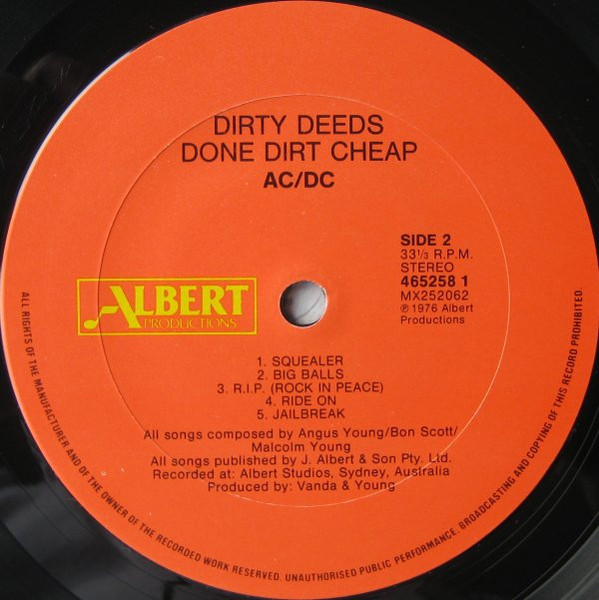 DIRTY DEEDS
DONE DIRT CHEAP
AC/DC
SIDE 2
33⅓ R.P.M.
STEREO
465258 1
MX252062
℗ 1976 Albert
Productions
ALBERT
PRODUCTIONS
1. SQUEALER
2. BIG BALLS
3. R.I.P. (ROCK IN PEACE)
4. RIDE ON
5. JAILBREAK
All songs composed by Angus Young/Bon Scott/
Malcolm Young
All songs published by J. Albert & Son Pty. Ltd.
Recorded at: Albert Studios, Sydney, Australia
Produced by: Vanda & Young
ALL RIGHTS OF THE MANUFACTURER AND OF THE OWNER OF THE RECORDED WORK RESERVED. UNAUTHORISED PUBLIC PERFORMANCE. BROADCASTING AND COPYING OF THIS RECORD PROHIBITED.